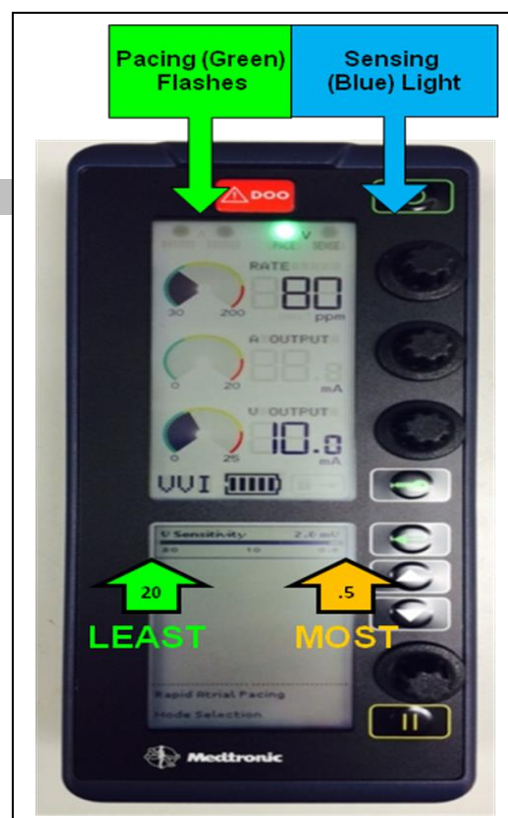 Pacing (Green)
Flashes
Sensing
(Blue) Light
DOO
A
V
PACE SENSE
RATE
80
30 200
ppm
A OUTPUT
0 20
mA
V OUTPUT
10.0
0 25
mA
VVI
V Sensitivity 2.0 mV
20 10
20
.5
LEAST
MOST
Rapid Atrial Pacing
Mode Selection
Medtronic